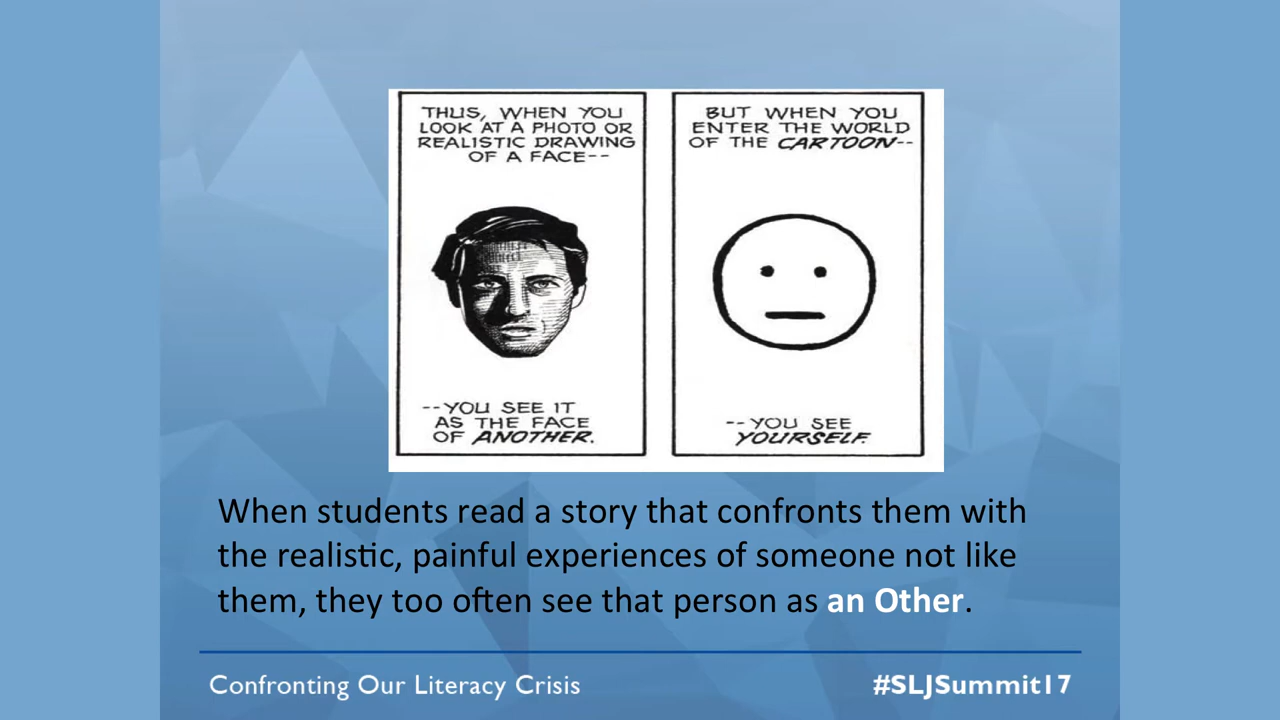 THUS, WHEN YOU
LOOK AT A PHOTO OR
REALISTIC DRAWING
OF A FACE--
--YOU SEE IT
AS THE FACE
OF ANOTHER.
BUT WHEN YOU
ENTER THE WORLD
OF THE CARTOON--
--YOU SEE
YOURSELF.
When students read a story that confronts them with
the realistic, painful experiences of someone not like
them, they too often see that person as an Other.
Confronting Our Literacy Crisis
#SLJSummit17